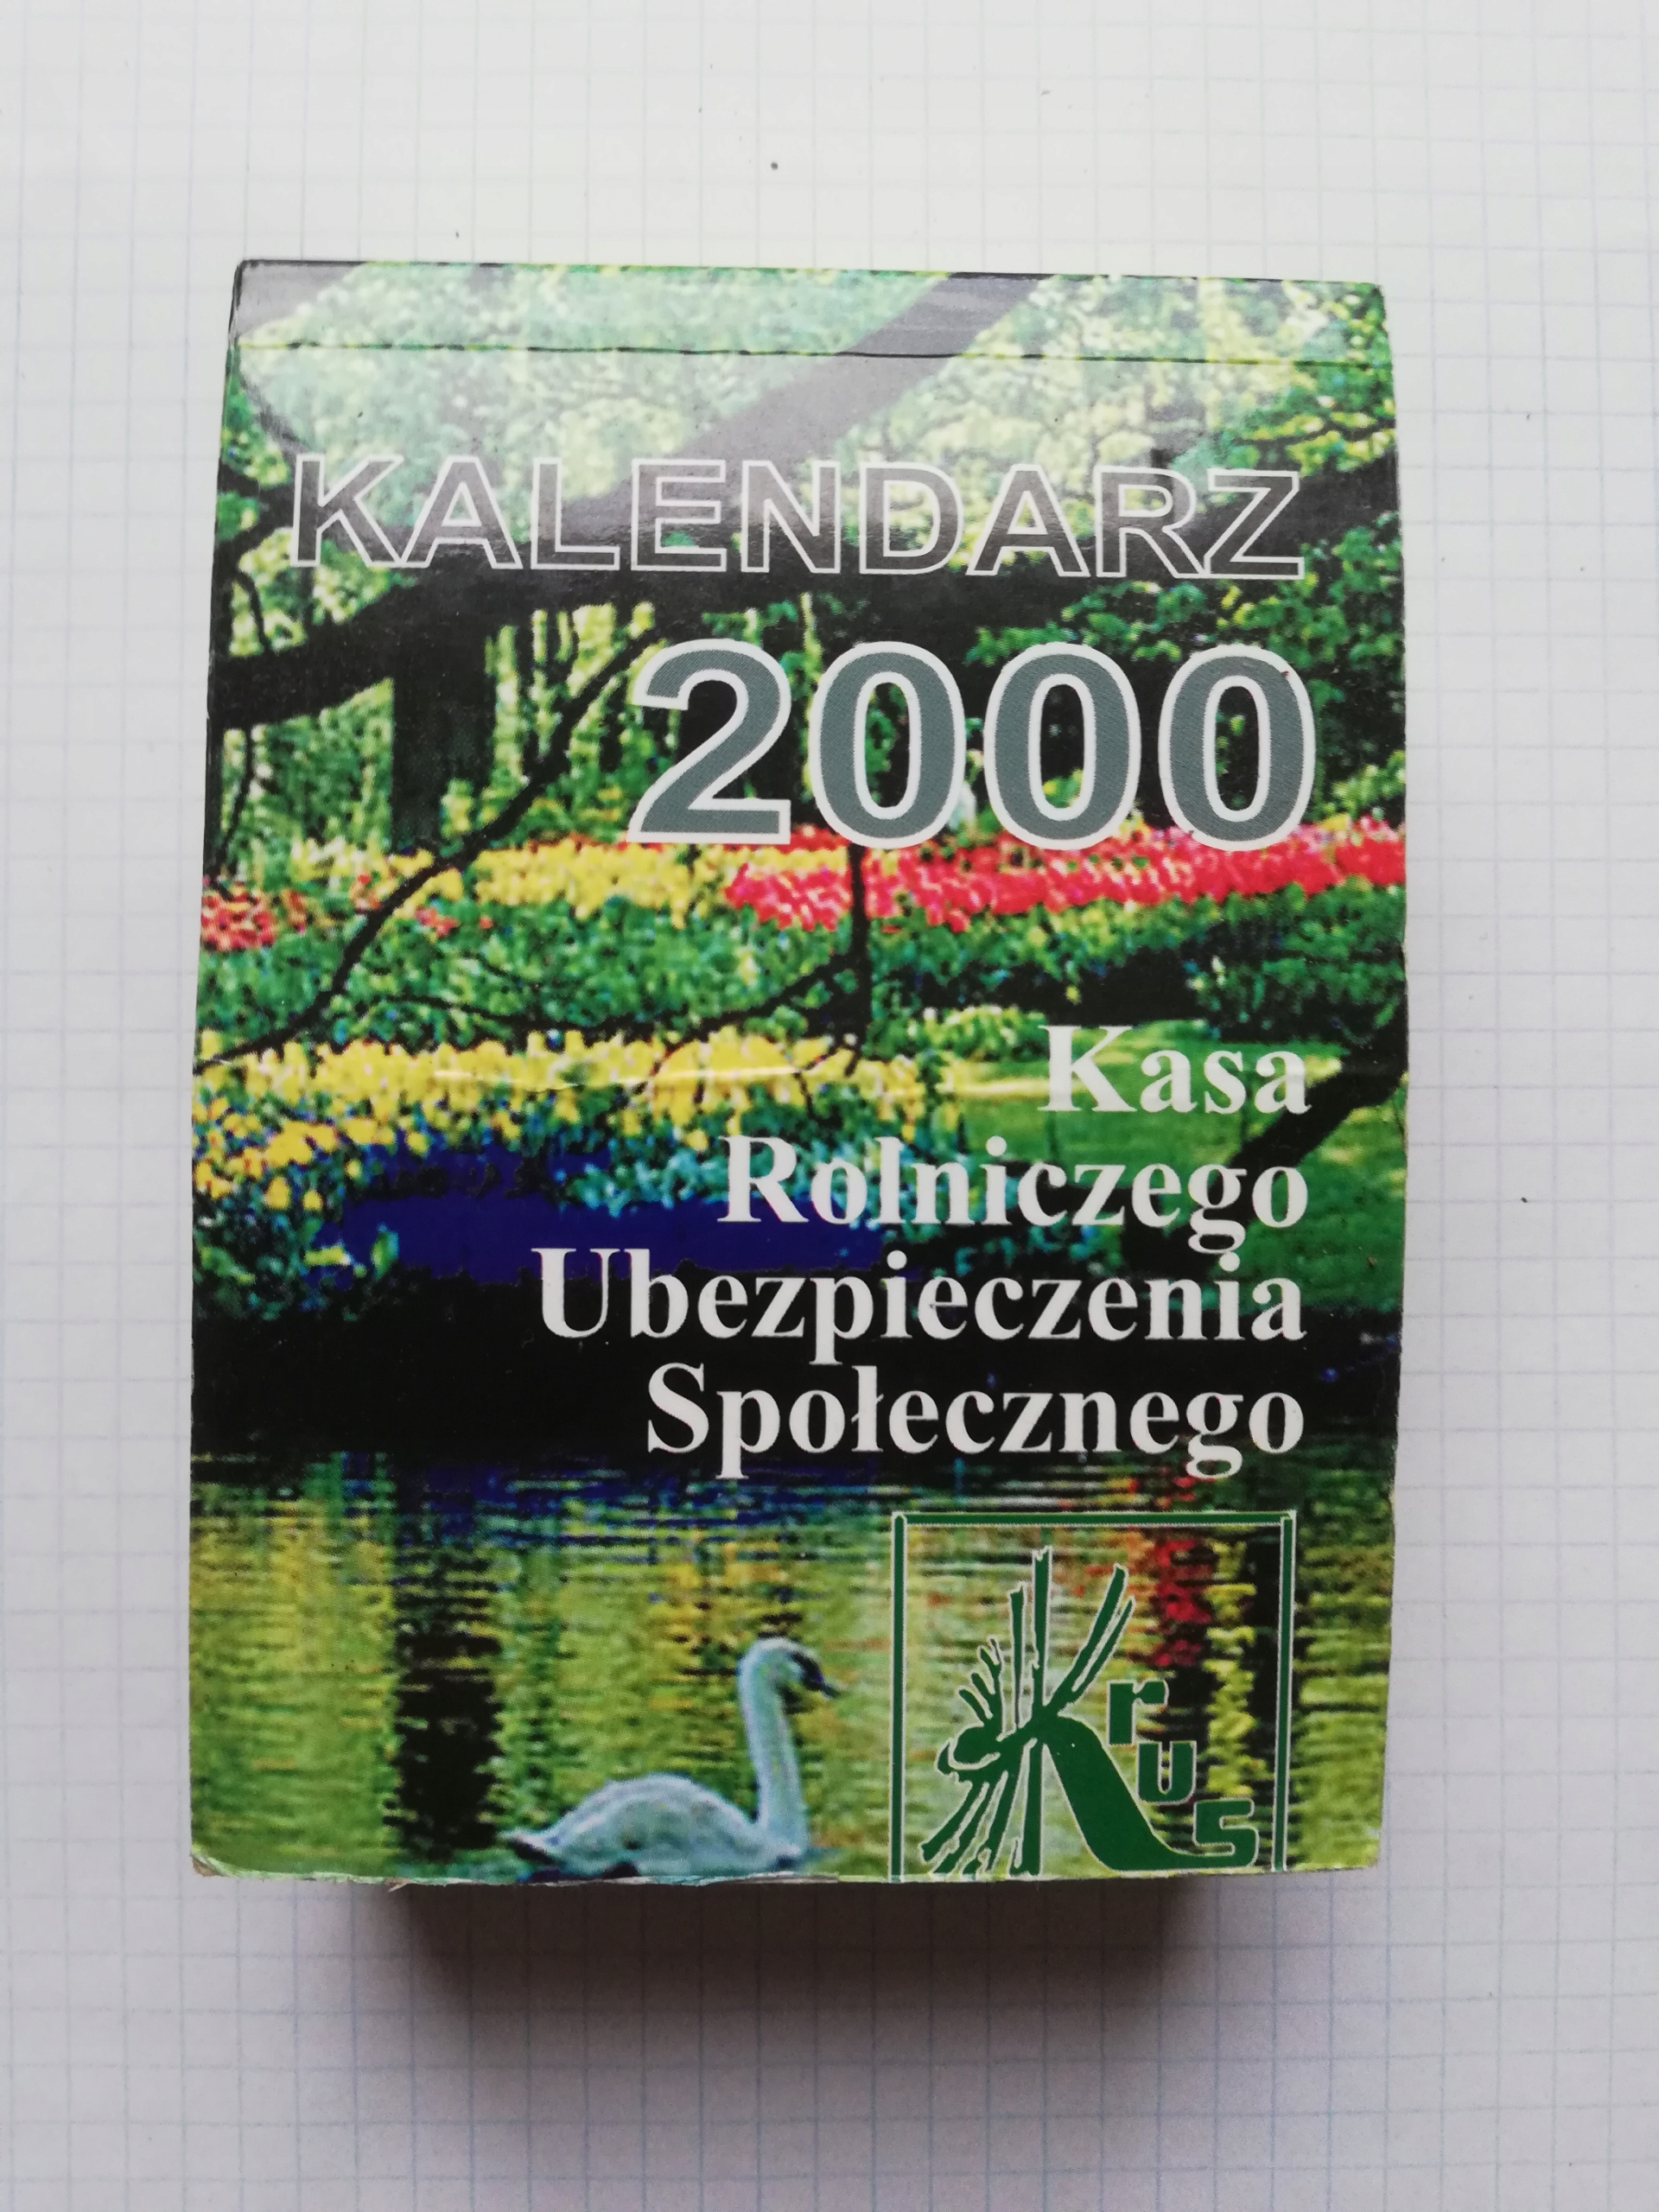 KALENDARZ
2000
Kasa
Rolniczego
Ubezpieczenia
Społecznego
Krus